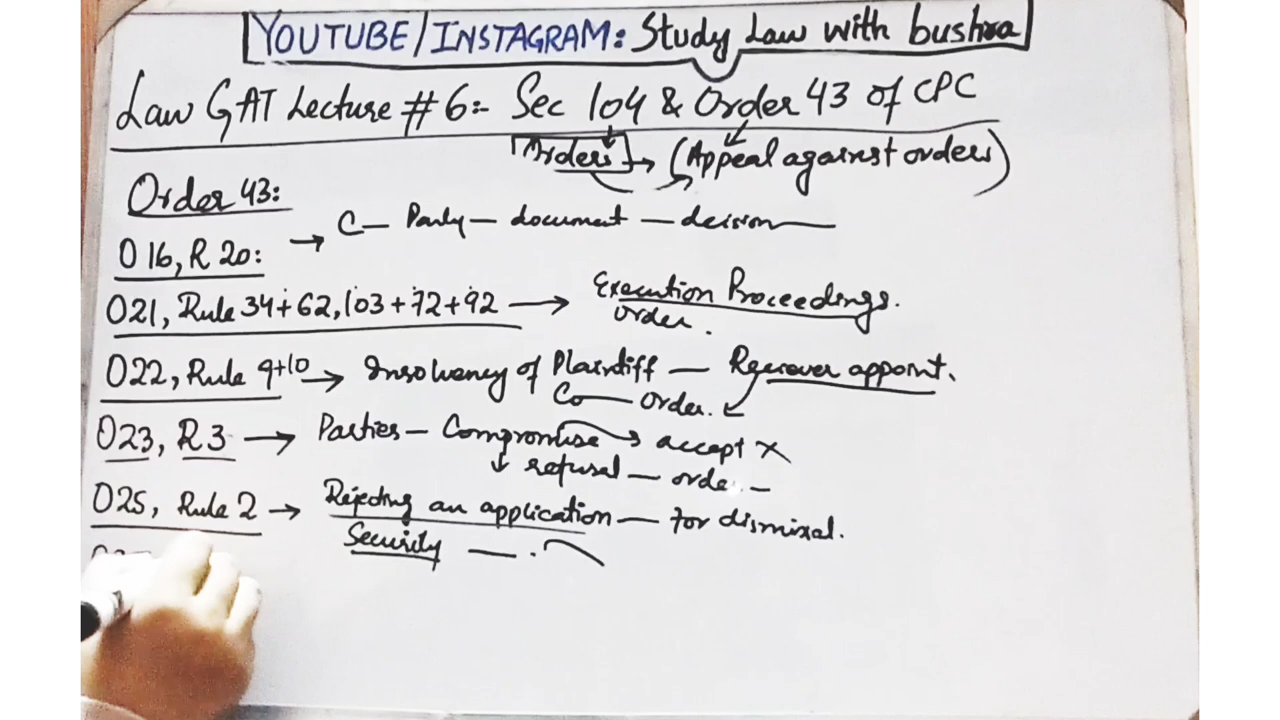 YOUTUBE/INSTAGRAM: Study Law with bushra
Law GAT Lecture # 6:- Sec 104 & Order 43 of CPC
Orders → (Appeal against orders)
Order 43:
O 16, R 20: → C — Party — document — decision
O21, Rule 34+62,103+72+92 → Execution Proceedings.
order.
O22, Rule 9+10 → Insolvency of Plaindiff — Receiver appoint.
Co — order.
O23, R3 → Parties — Compromise → accept X
↓ refusal — orde —
O25, Rule 2 → Rejecting an application — for dismissal.
Security —